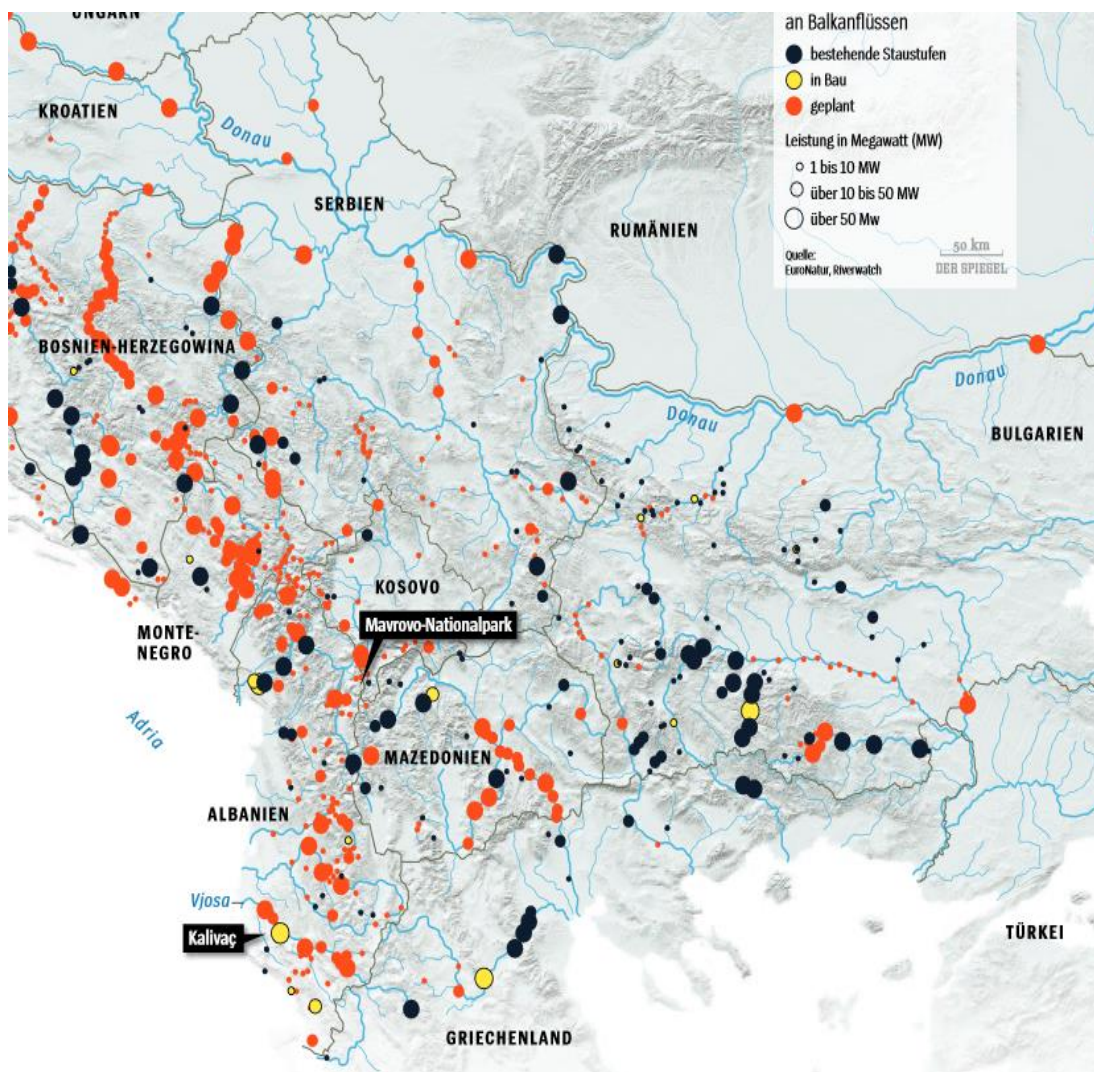 UNGARN
an Balkanflüssen
bestehende Staustufen
in Bau
geplant
Leistung in Megawatt (MW)
1 bis 10 MW
über 10 bis 50 MW
über 50 Mw
Quelle:
EuroNatur, Riverwatch
50 km
DER SPIEGEL
KROATIEN
Donau
SERBIEN
RUMÄNIEN
BOSNIEN-HERZEGOWINA
Donau
Donau
BULGARIEN
KOSOVO
Mavrovo-Nationalpark
MONTE-
NEGRO
Adria
MAZEDONIEN
ALBANIEN
Vjosa
Kalivaç
TÜRKEI
GRIECHENLAND